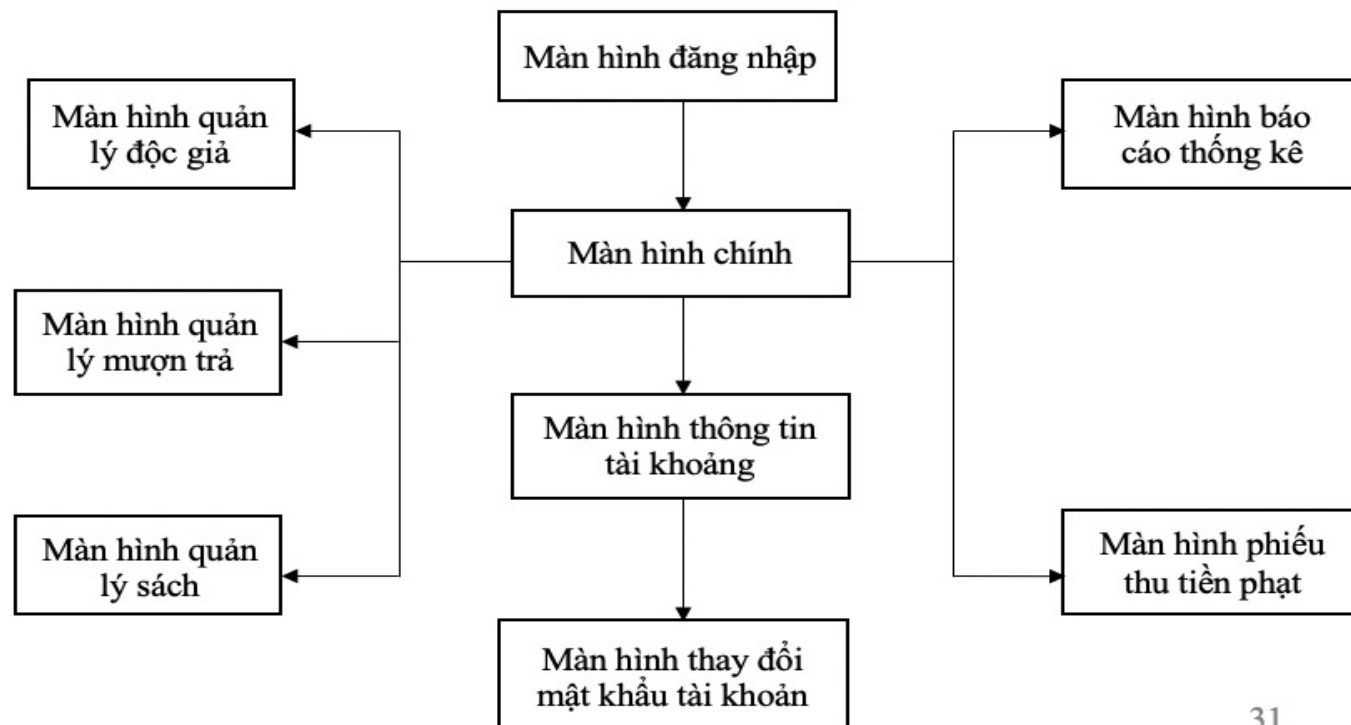 Màn hình đăng nhập
Màn hình quản
lý độc giả
Màn hình báo
cáo thống kê
Màn hình chính
Màn hình quản
lý mượn trả
Màn hình thông tin
tài khoảng
Màn hình quản
lý sách
Màn hình phiếu
thu tiền phạt
Màn hình thay đổi
mật khẩu tài khoản
31